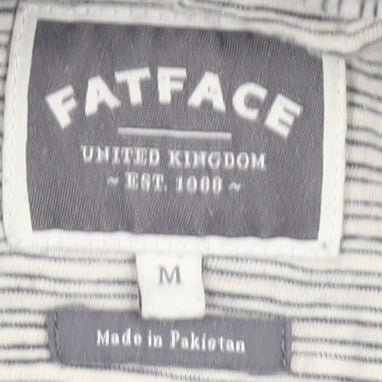 FATFACE
UNITED KINGDOM
~ EST. ~
M
Made in Pakistan